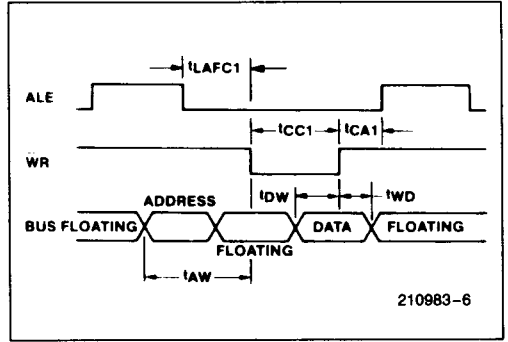 tLAFC1
ALE
tCC1 tCA1
WR
tDW tWD
ADDRESS
BUS FLOATING DATA FLOATING
FLOATING
tAW
210983-6